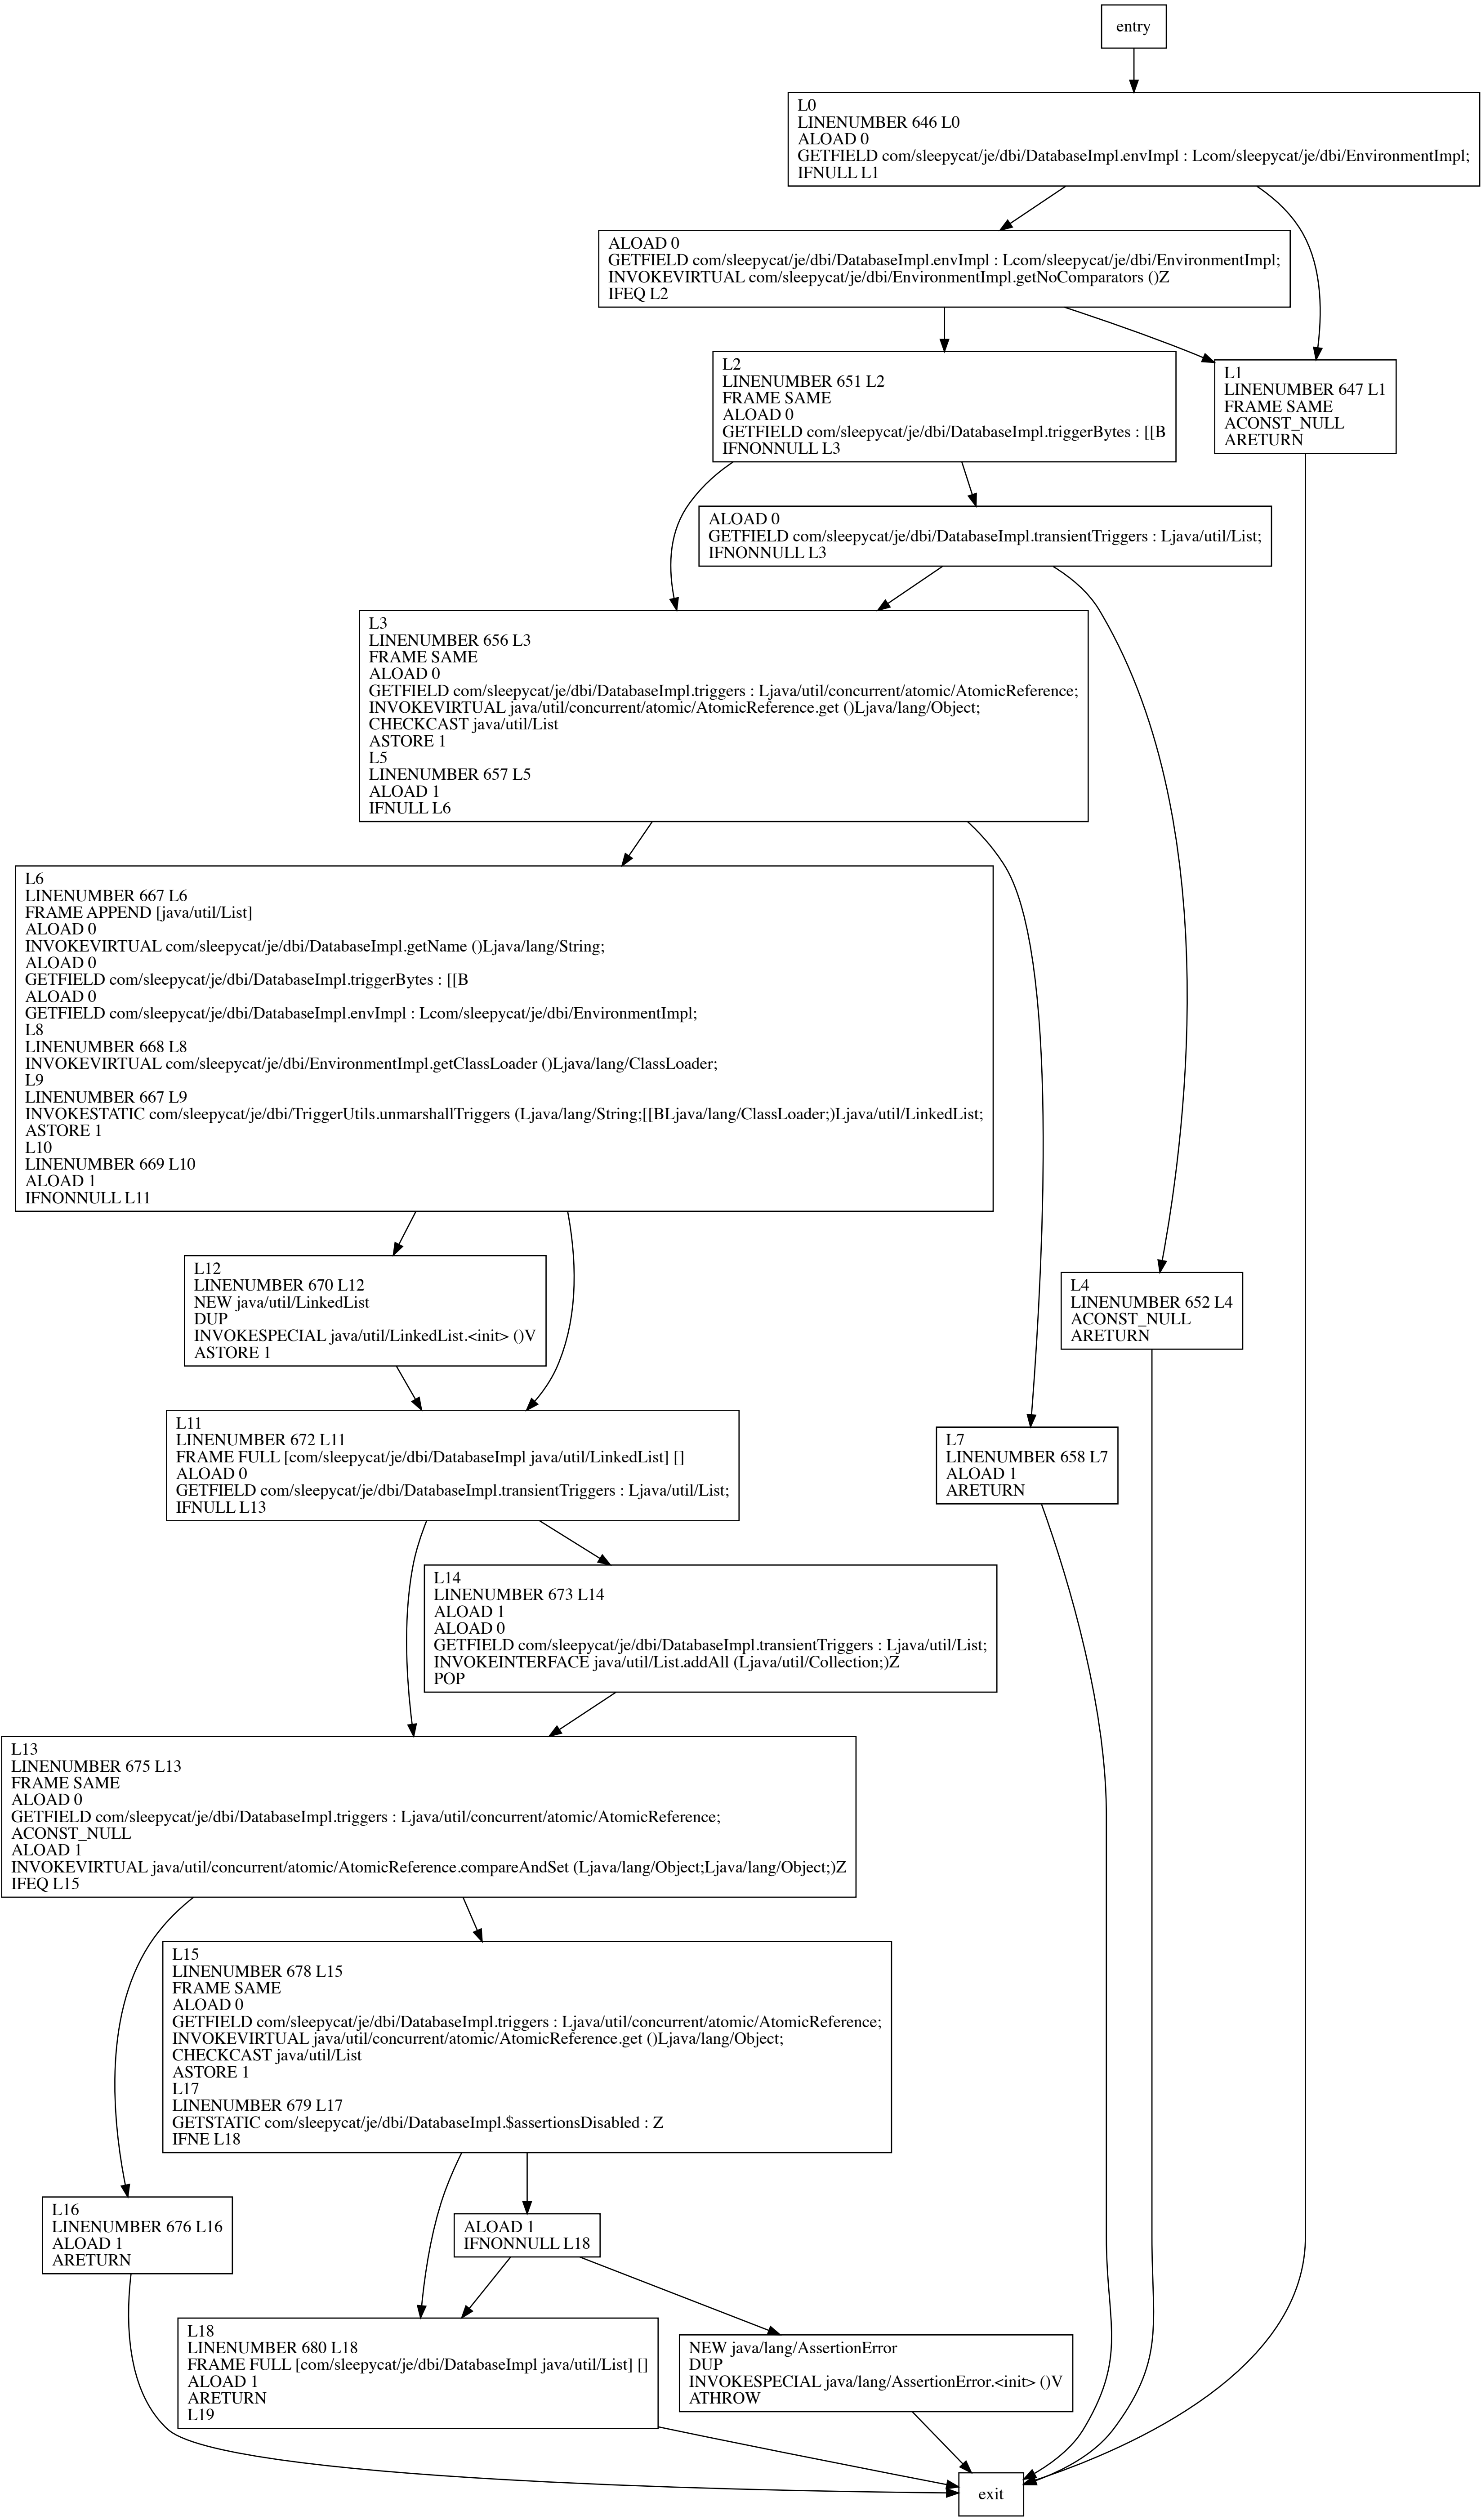 entry
L0
LINENUMBER 646 L0
ALOAD 0
GETFIELD com/sleepycat/je/dbi/DatabaseImpl.envImpl : Lcom/sleepycat/je/dbi/EnvironmentImpl;
IFNULL L1
ALOAD 0
GETFIELD com/sleepycat/je/dbi/DatabaseImpl.envImpl : Lcom/sleepycat/je/dbi/EnvironmentImpl;
INVOKEVIRTUAL com/sleepycat/je/dbi/EnvironmentImpl.getNoComparators ()Z
IFEQ L2
L2
LINENUMBER 651 L2
FRAME SAME
ALOAD 0
GETFIELD com/sleepycat/je/dbi/DatabaseImpl.triggerBytes : [[B
IFNONNULL L3
L1
LINENUMBER 647 L1
FRAME SAME
ACONST_NULL
ARETURN
ALOAD 0
GETFIELD com/sleepycat/je/dbi/DatabaseImpl.transientTriggers : Ljava/util/List;
IFNONNULL L3
L3
LINENUMBER 656 L3
FRAME SAME
ALOAD 0
GETFIELD com/sleepycat/je/dbi/DatabaseImpl.triggers : Ljava/util/concurrent/atomic/AtomicReference;
INVOKEVIRTUAL java/util/concurrent/atomic/AtomicReference.get ()Ljava/lang/Object;
CHECKCAST java/util/List
ASTORE 1
L5
LINENUMBER 657 L5
ALOAD 1
IFNULL L6
L6
LINENUMBER 667 L6
FRAME APPEND [java/util/List]
ALOAD 0
INVOKEVIRTUAL com/sleepycat/je/dbi/DatabaseImpl.getName ()Ljava/lang/String;
ALOAD 0
GETFIELD com/sleepycat/je/dbi/DatabaseImpl.triggerBytes : [[B
ALOAD 0
GETFIELD com/sleepycat/je/dbi/DatabaseImpl.envImpl : Lcom/sleepycat/je/dbi/EnvironmentImpl;
L8
LINENUMBER 668 L8
INVOKEVIRTUAL com/sleepycat/je/dbi/EnvironmentImpl.getClassLoader ()Ljava/lang/ClassLoader;
L9
LINENUMBER 667 L9
INVOKESTATIC com/sleepycat/je/dbi/TriggerUtils.unmarshallTriggers (Ljava/lang/String;[[BLjava/lang/ClassLoader;)Ljava/util/LinkedList;
ASTORE 1
L10
LINENUMBER 669 L10
ALOAD 1
IFNONNULL L11
L12
LINENUMBER 670 L12
NEW java/util/LinkedList
DUP
INVOKESPECIAL java/util/LinkedList.<init> ()V
ASTORE 1
L4
LINENUMBER 652 L4
ACONST_NULL
ARETURN
L11
LINENUMBER 672 L11
FRAME FULL [com/sleepycat/je/dbi/DatabaseImpl java/util/LinkedList] []
ALOAD 0
GETFIELD com/sleepycat/je/dbi/DatabaseImpl.transientTriggers : Ljava/util/List;
IFNULL L13
L7
LINENUMBER 658 L7
ALOAD 1
ARETURN
L14
LINENUMBER 673 L14
ALOAD 1
ALOAD 0
GETFIELD com/sleepycat/je/dbi/DatabaseImpl.transientTriggers : Ljava/util/List;
INVOKEINTERFACE java/util/List.addAll (Ljava/util/Collection;)Z
POP
L13
LINENUMBER 675 L13
FRAME SAME
ALOAD 0
GETFIELD com/sleepycat/je/dbi/DatabaseImpl.triggers : Ljava/util/concurrent/atomic/AtomicReference;
ACONST_NULL
ALOAD 1
INVOKEVIRTUAL java/util/concurrent/atomic/AtomicReference.compareAndSet (Ljava/lang/Object;Ljava/lang/Object;)Z
IFEQ L15
L15
LINENUMBER 678 L15
FRAME SAME
ALOAD 0
GETFIELD com/sleepycat/je/dbi/DatabaseImpl.triggers : Ljava/util/concurrent/atomic/AtomicReference;
INVOKEVIRTUAL java/util/concurrent/atomic/AtomicReference.get ()Ljava/lang/Object;
CHECKCAST java/util/List
ASTORE 1
L17
LINENUMBER 679 L17
GETSTATIC com/sleepycat/je/dbi/DatabaseImpl.$assertionsDisabled : Z
IFNE L18
L16
LINENUMBER 676 L16
ALOAD 1
ARETURN
ALOAD 1
IFNONNULL L18
L18
LINENUMBER 680 L18
FRAME FULL [com/sleepycat/je/dbi/DatabaseImpl java/util/List] []
ALOAD 1
ARETURN
L19
NEW java/lang/AssertionError
DUP
INVOKESPECIAL java/lang/AssertionError.<init> ()V
ATHROW
exit